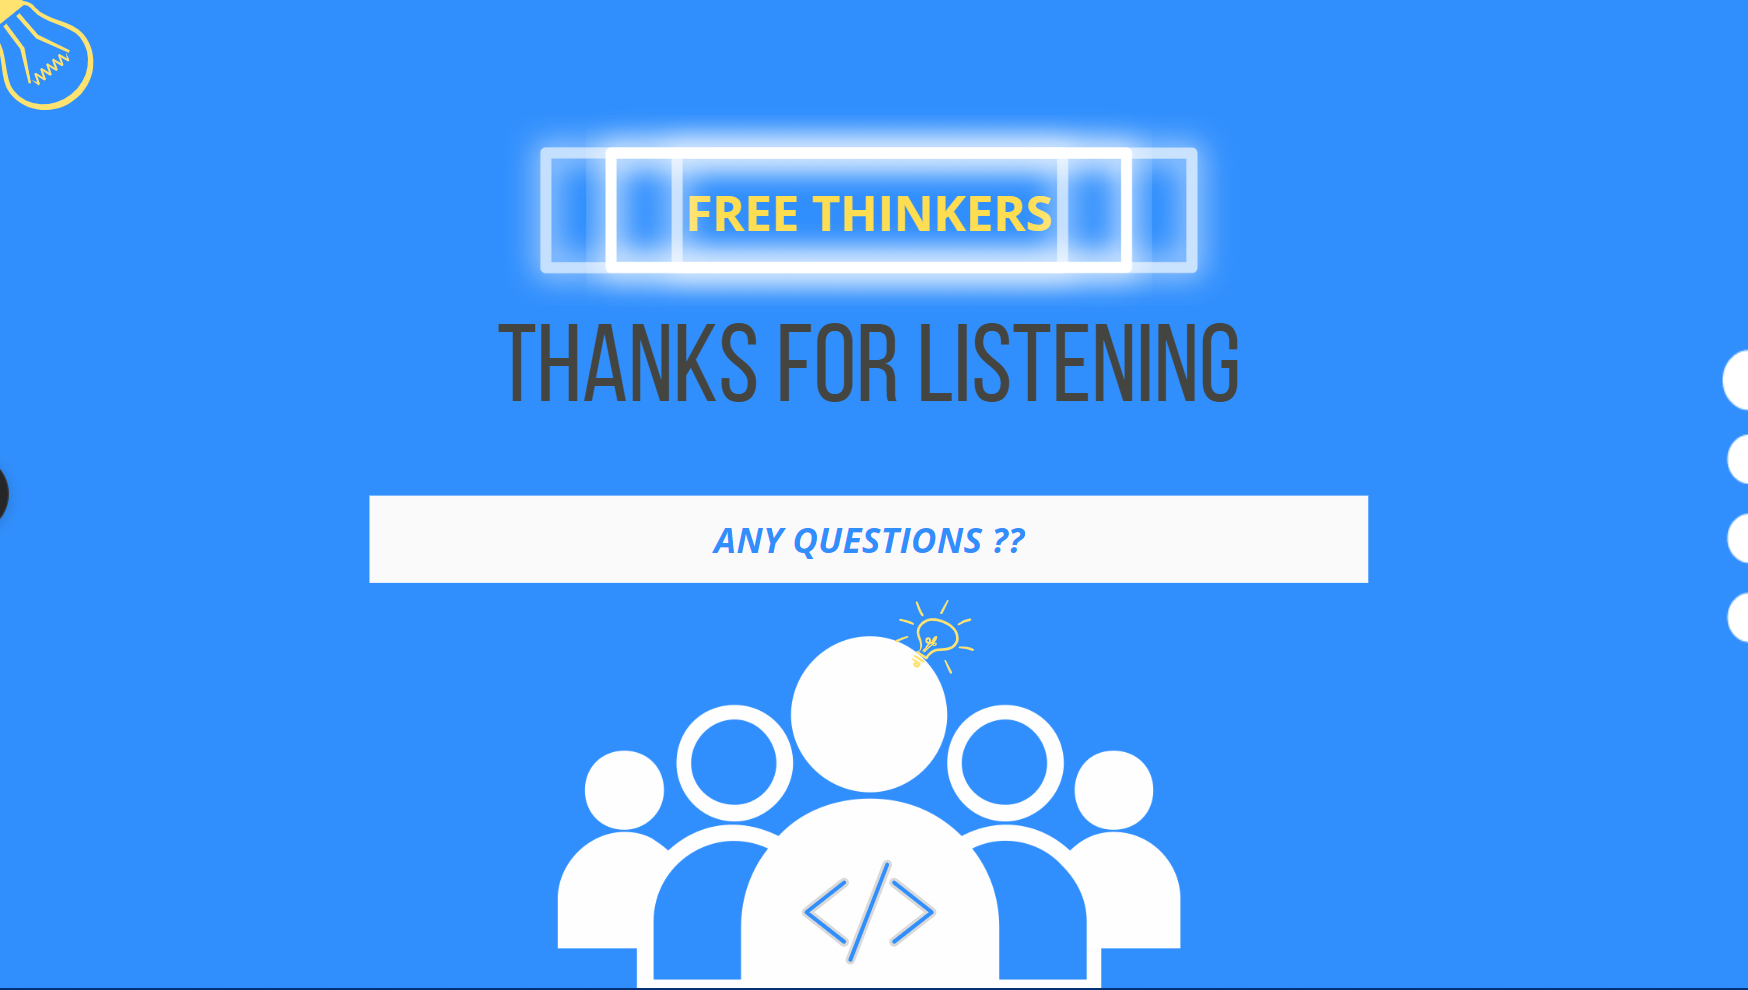 FREE THINKERS
THANKS FOR LISTENING
ANY QUESTIONS ??
</>